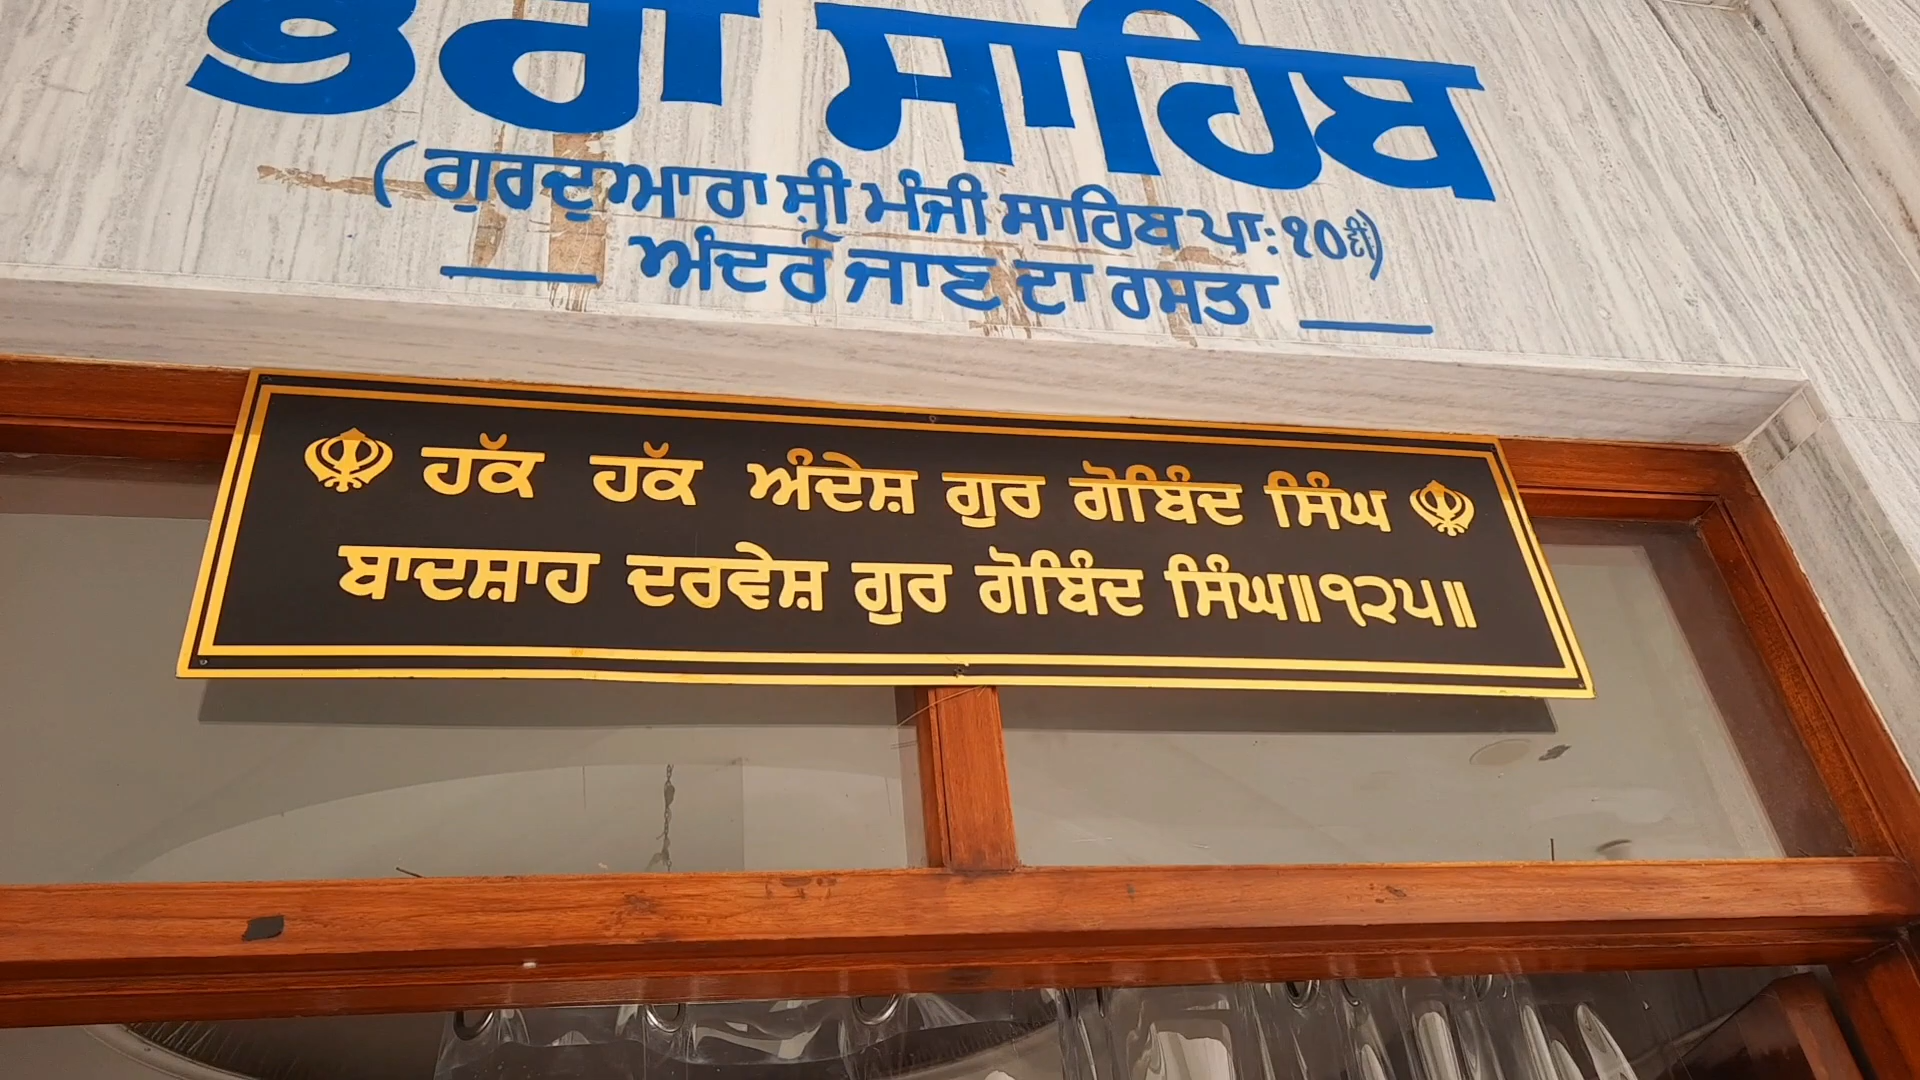 ਭੋਰਾ ਸਾਹਿਬ
( ਗੁਰਦੁਆਰਾ ਸ਼੍ਰੀ ਮੰਜੀ ਸਾਹਿਬ ਪਾ: ੧੦ਵੀਂ)
ਅੰਦਰ ਜਾਣ ਦਾ ਰਸਤਾ
ਹੱਕ ਹੱਕ ਅੰਦੇਸ਼ ਗੁਰ ਗੋਬਿੰਦ ਸਿੰਘ
ਬਾਦਸ਼ਾਹ ਦਰਵੇਸ਼ ਗੁਰ ਗੋਬਿੰਦ ਸਿੰਘ॥੧੨੫॥